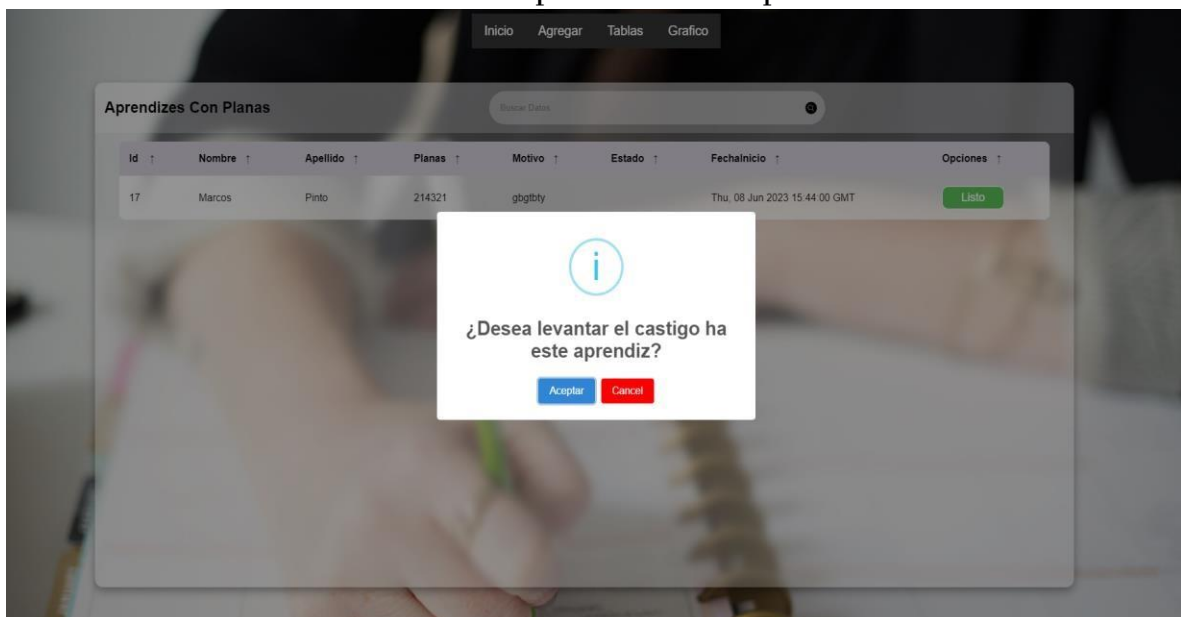 Inicio Agregar Tablas Grafico
Aprendizes Con Planas
Buscar Datos
Id ↑ Nombre ↑ Apellido ↑ Planas ↑ Motivo ↑ Estado ↑ FechaInicio ↑ Opciones ↑
17 Marcos Pinto 214321 gbgtbty Thu, 08 Jun 2023 15:44:00 GMT Listo
¿Desea levantar el castigo ha
este aprendiz?
Aceptar Cancel